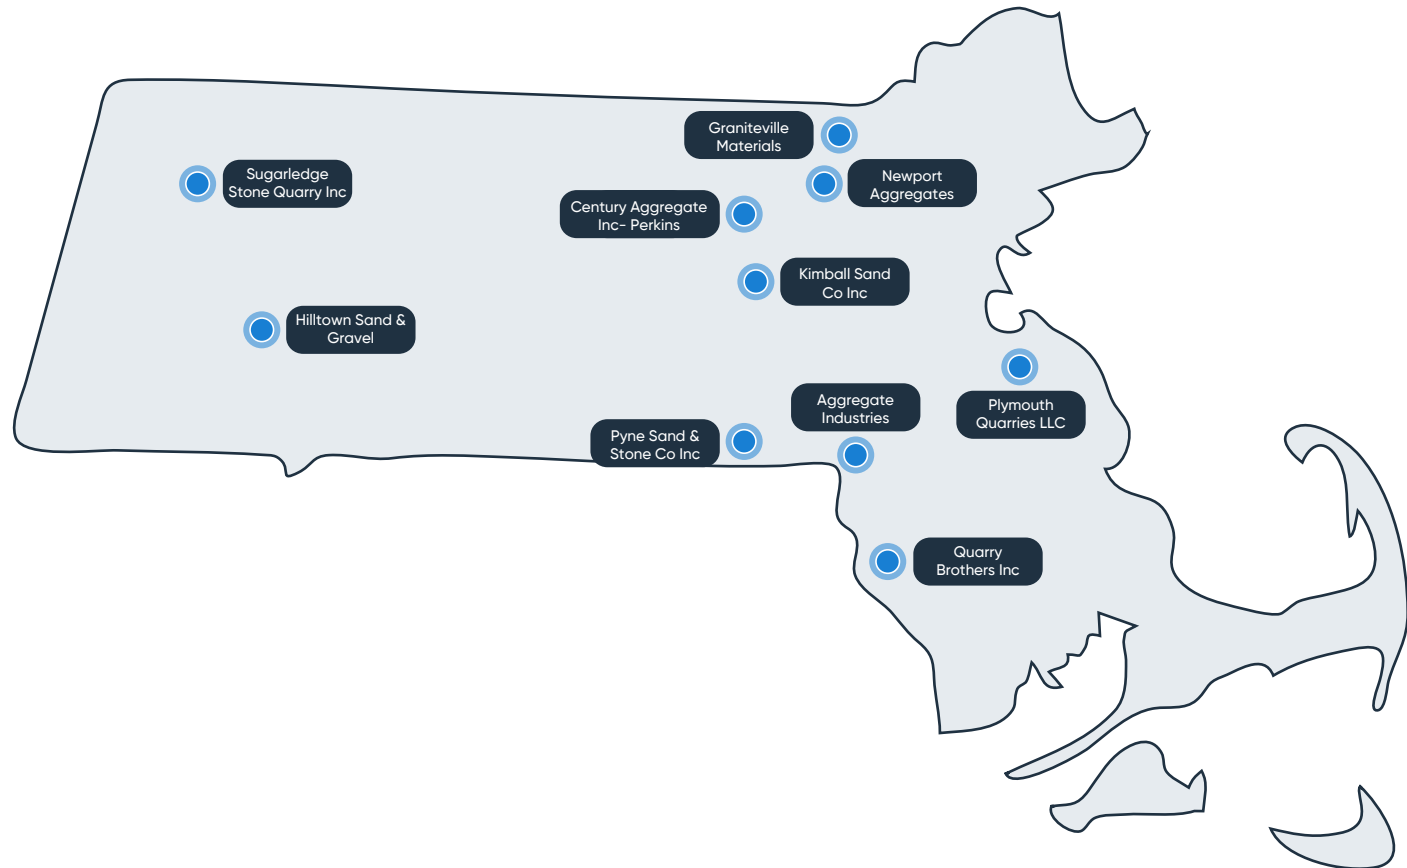 Graniteville
Materials
Sugarledge
Stone Quarry Inc
Newport
Aggregates
Century Aggregate
Inc- Perkins
Kimball Sand
Co Inc
Hilltown Sand &
Gravel
Aggregate
Industries
Plymouth
Quarries LLC
Pyne Sand &
Stone Co Inc
Quarry
Brothers Inc